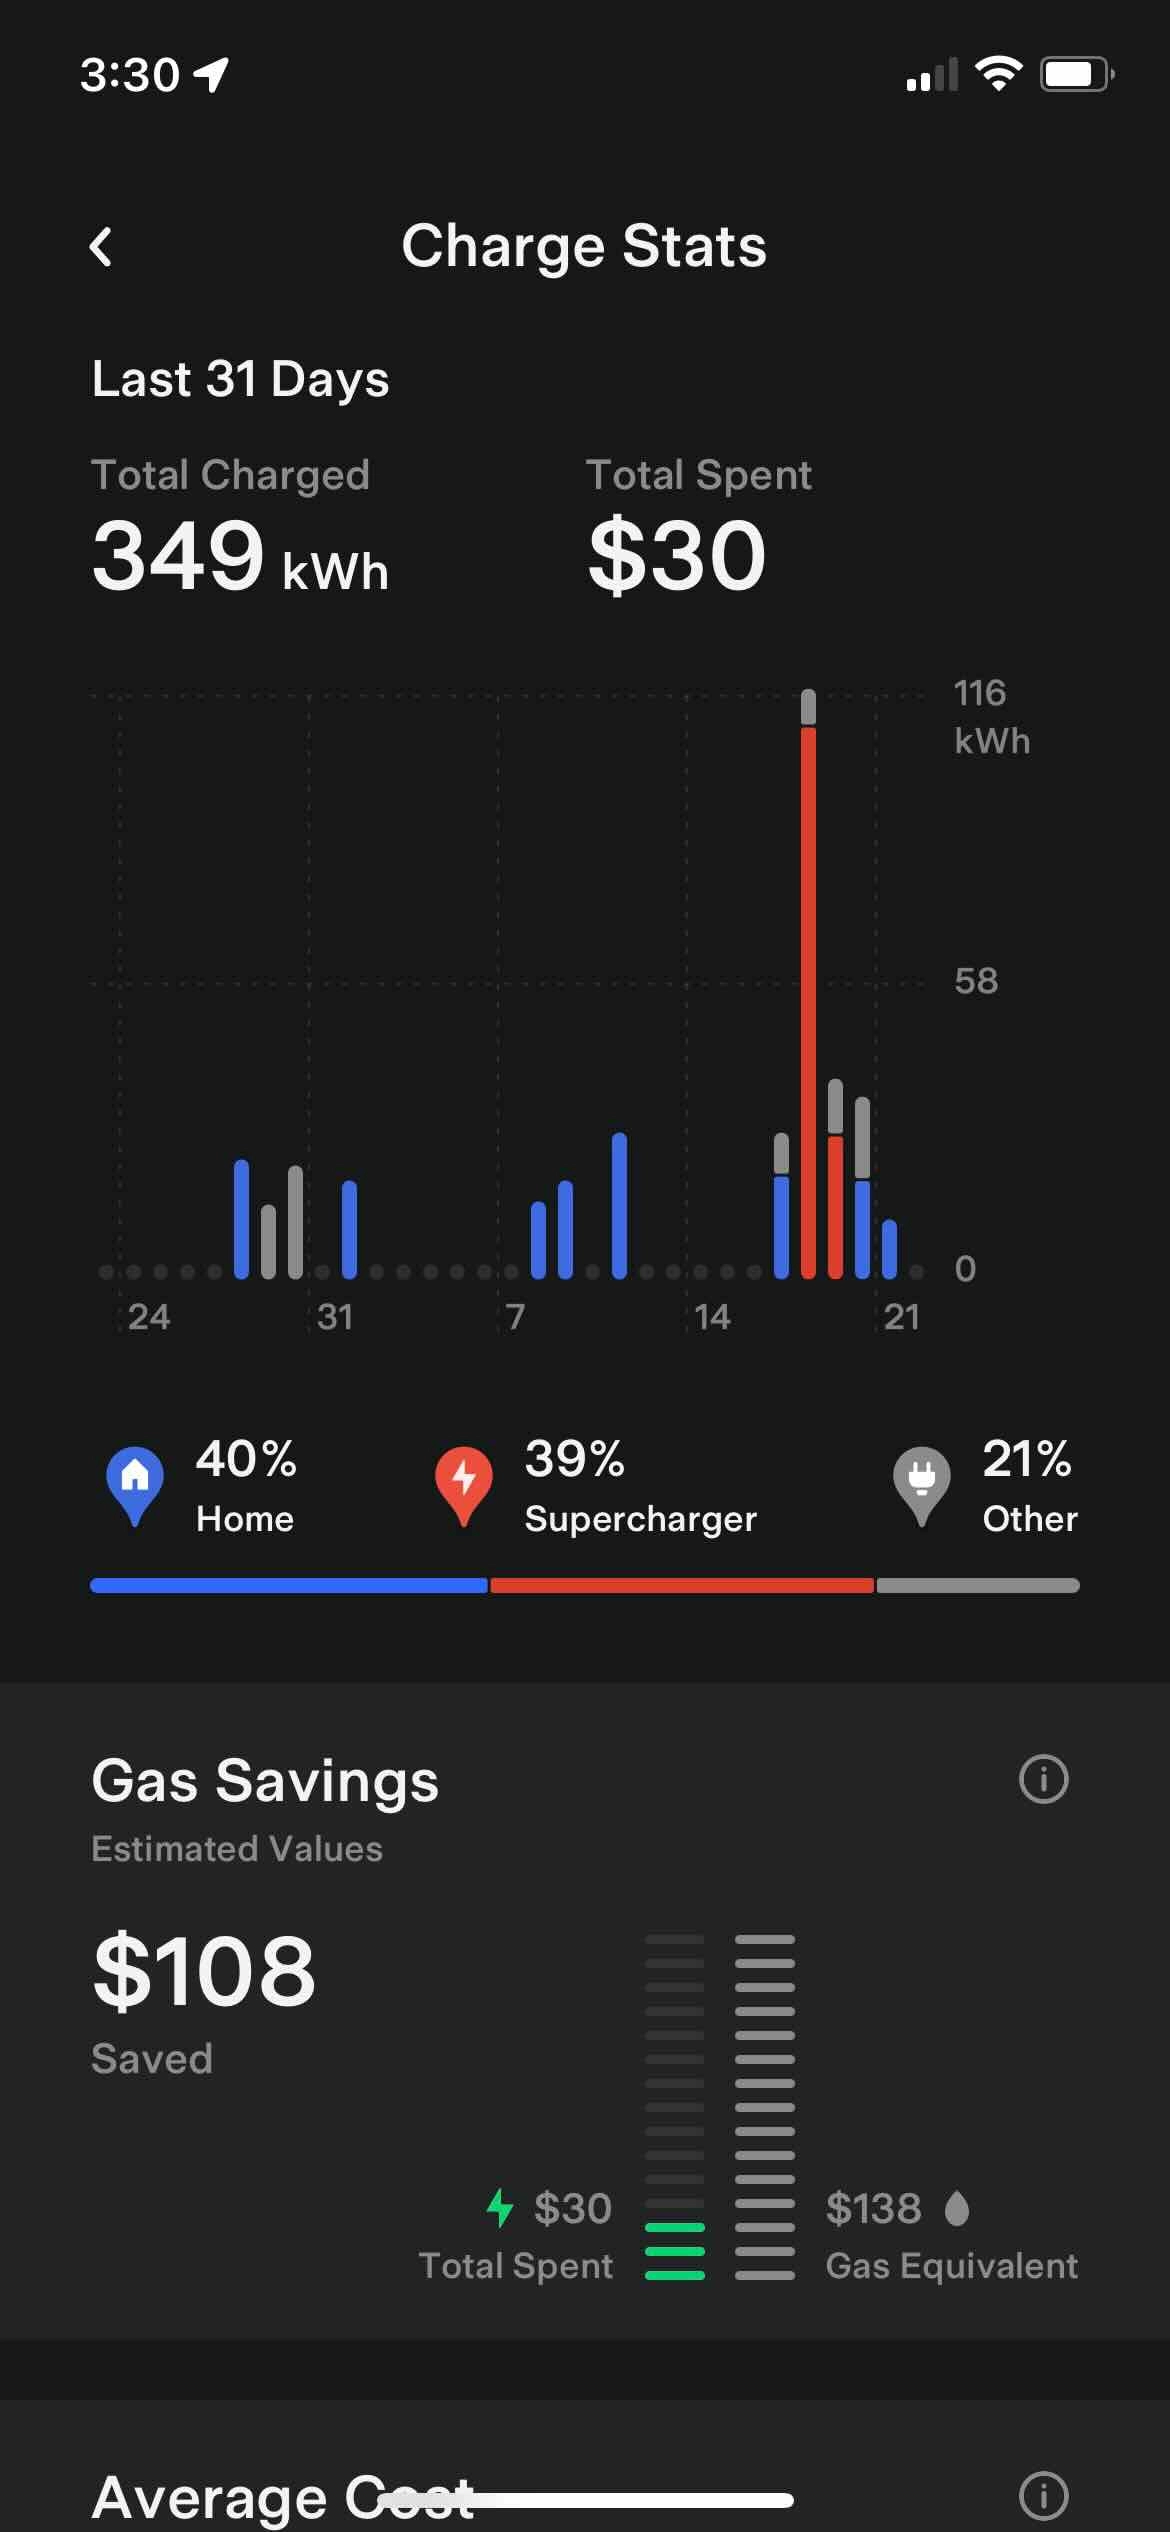 3:30
Charge Stats
Last 31 Days
Total Charged
Total Spent
349 kWh
$30
116
kWh
58
0
24
31
7
14
21
40%
Home
39%
Supercharger
21%
Other
Gas Savings
Estimated Values
$108
Saved
$30
Total Spent
$138
Gas Equivalent
Average Cost